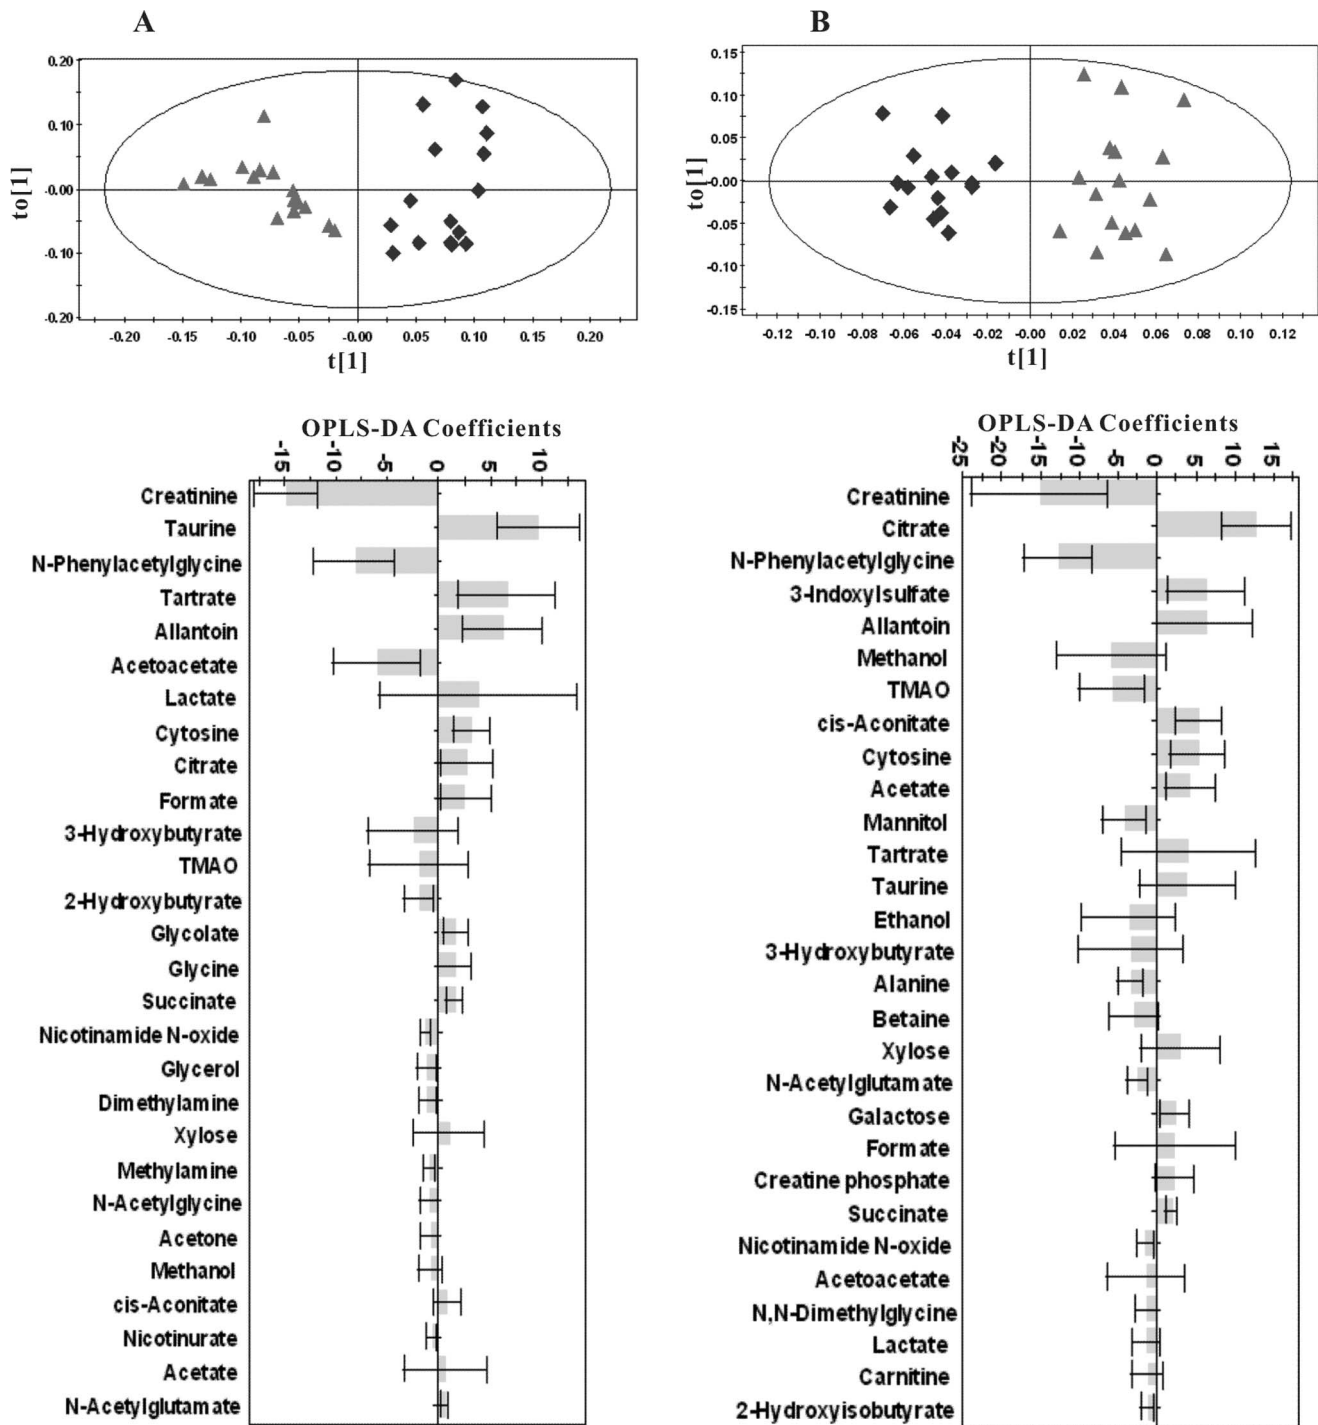 A
to[1]
0.20
0.10
-0.00
-0.10
-0.20
-0.20 -0.10 -0.05 -0.00 0.05 0.10 0.20
t[1]
B
0.15
0.10
0.05
-0.00
-0.05
-0.10
-0.15
-0.12 -0.10 -0.08 -0.06 -0.04 -0.02 -0.00 0.02 0.04 0.06 0.08 0.10 0.12
t[1]
OPLS-DA Coefficients
-15 -10 -5 0 5 10
Creatinine
Taurine
N-Phenylacetylglycine
Tartrate
Allantoin
Acetoacetate
Lactate
Cytosine
Citrate
Formate
3-Hydroxybutyrate
TMAO
2-Hydroxybutyrate
Glycolate
Glycine
Succinate
Nicotinamide N-oxide
Glycerol
Dimethylamine
Xylose
Methylamine
N-Acetylglycine
Acetone
Methanol
cis-Aconitate
Nicotinurate
Acetate
N-Acetylglutamate
OPLS-DA Coefficients
-25 -20 -15 -10 -5 0 5 10 15
Creatinine
Citrate
N-Phenylacetylglycine
3-Indoxylsulfate
Allantoin
Methanol
TMAO
cis-Aconitate
Cytosine
Acetate
Mannitol
Tartrate
Taurine
Ethanol
3-Hydroxybutyrate
Alanine
Betaine
Xylose
N-Acetylglutamate
Galactose
Formate
Creatine phosphate
Succinate
Nicotinamide N-oxide
Acetoacetate
N,N-Dimethylglycine
Lactate
Carnitine
2-Hydroxyisobutyrate